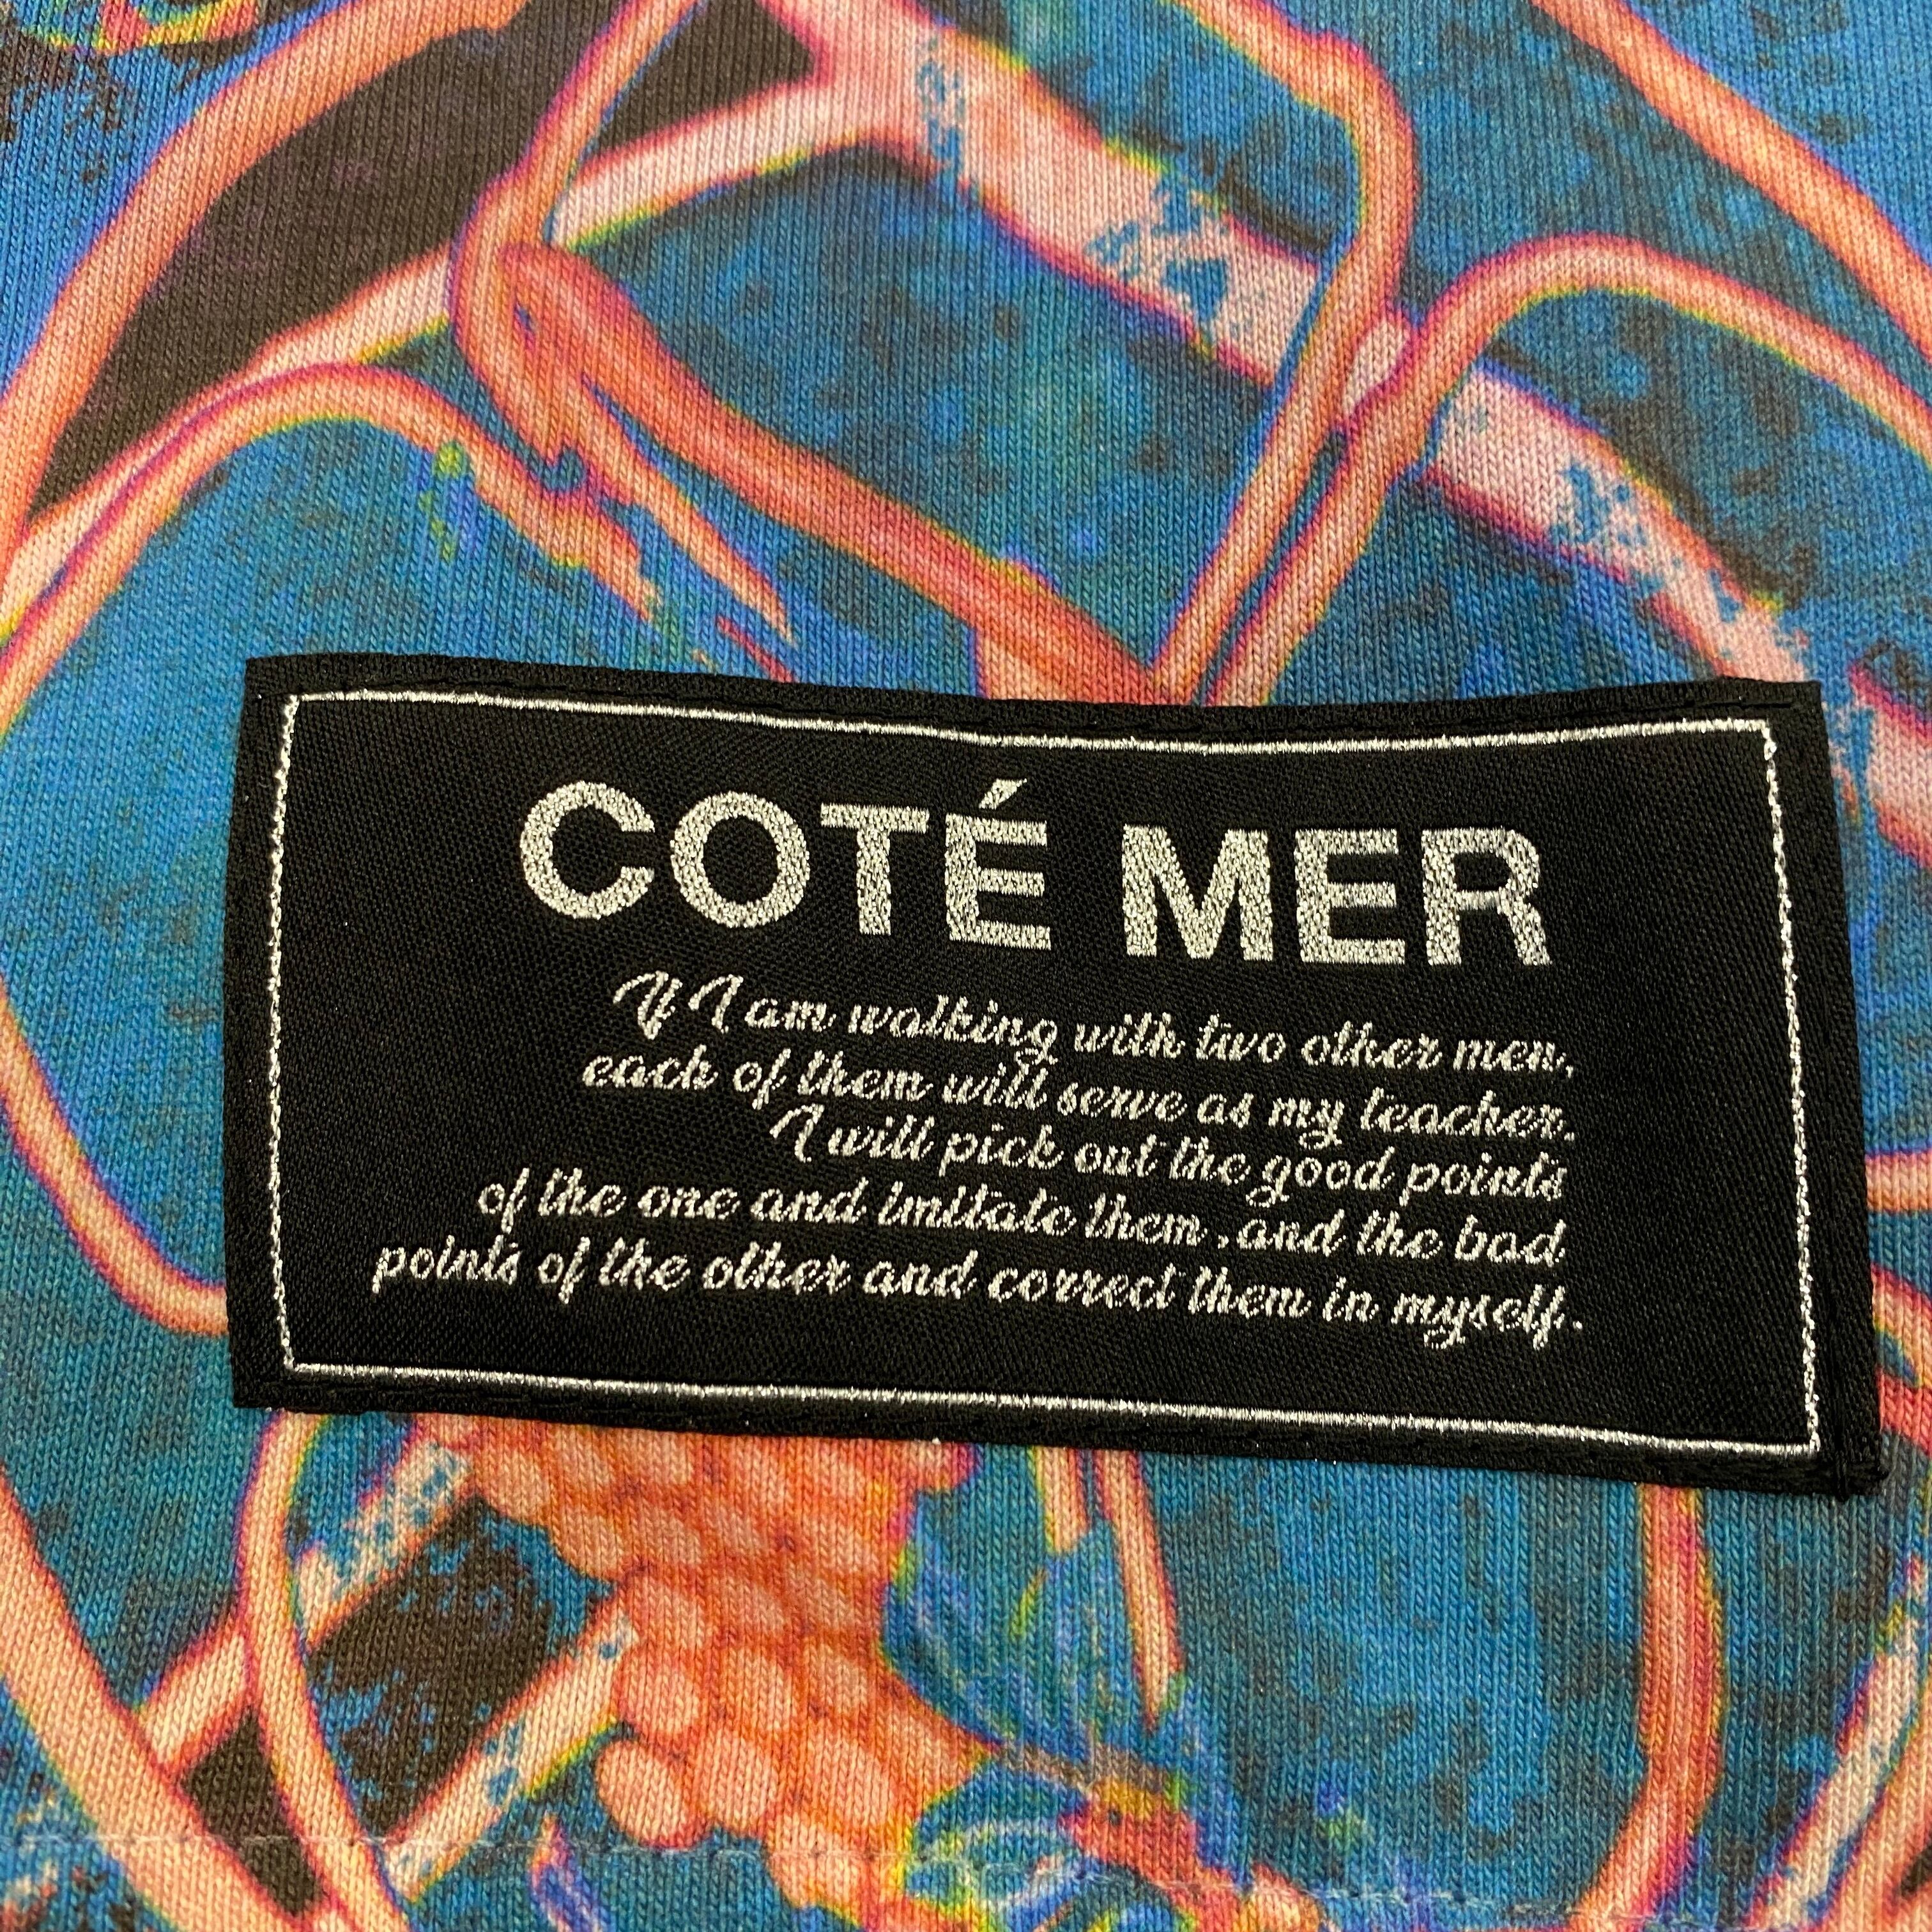 COTÉ MER
If I am walking with two other men,
each of them will serve as my teacher.
I will pick out the good points
of the one and imitate them ,and the bad
points of the other and correct them in myself.